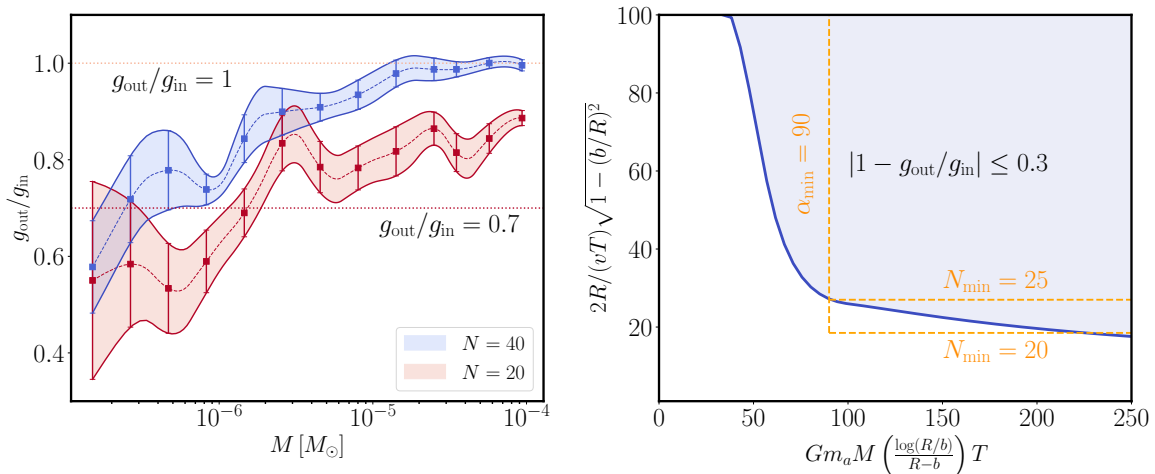 g_out/g_in
1.0
0.8
0.6
0.4
g_out/g_in = 1
g_out/g_in = 0.7
N = 40
N = 20
10^−6
10^−5
10^−4
M [M_⊙]
2R/(vT)√(1 − (b/R)^2)
100
80
60
40
20
α_min = 90
|1 − g_out/g_in| ≤ 0.3
N_min = 25
N_min = 20
0
50
100
150
200
250
Gm_aM (log(R/b)/(R−b)) T